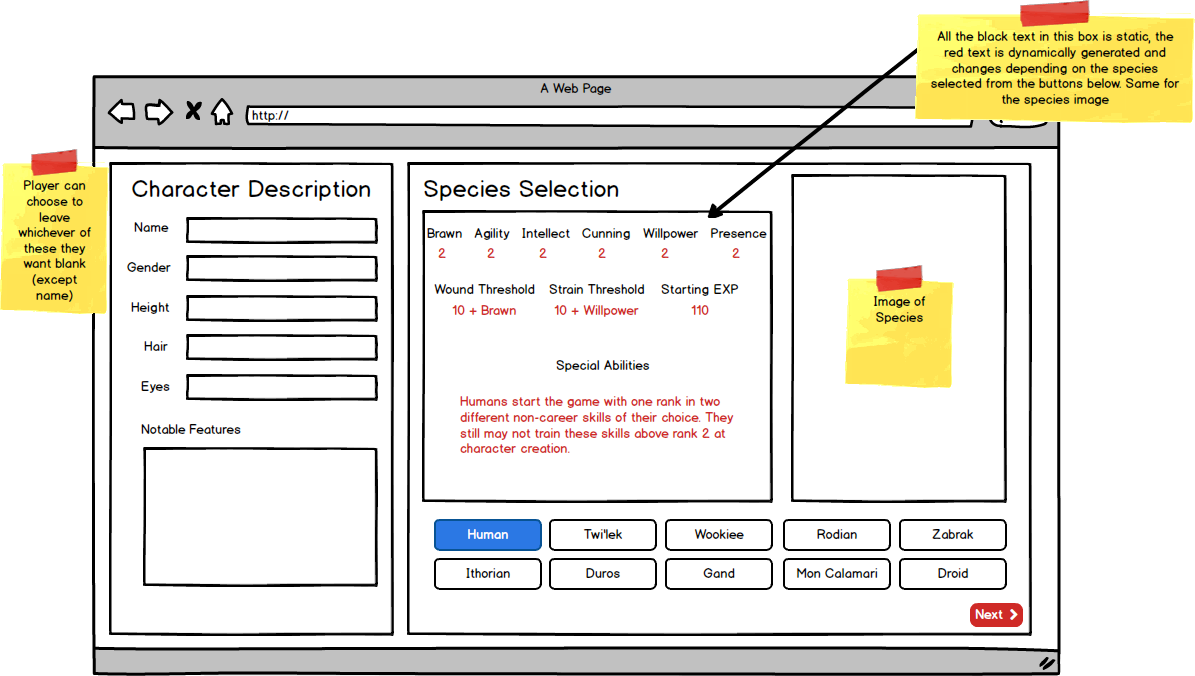 All the black text in this box is static, the
red text is dynamically generated and
changes depending on the species
selected from the buttons below. Same for
the species image
A Web Page
http://
Player can
choose to
leave
whichever of
these they
want blank
(except
name)
Character Description
Name
Gender
Height
Hair
Eyes
Notable Features
Species Selection
Brawn Agility Intellect Cunning Willpower Presence
2 2 2 2 2 2
Wound Threshold Strain Threshold Starting EXP
10 + Brawn 10 + Willpower 110
Special Abilities
Humans start the game with one rank in two
different non-career skills of their choice. They
still may not train these skills above rank 2 at
character creation.
Image of
Species
Human Twi'lek Wookiee Rodian Zabrak
Ithorian Duros Gand Mon Calamari Droid
Next